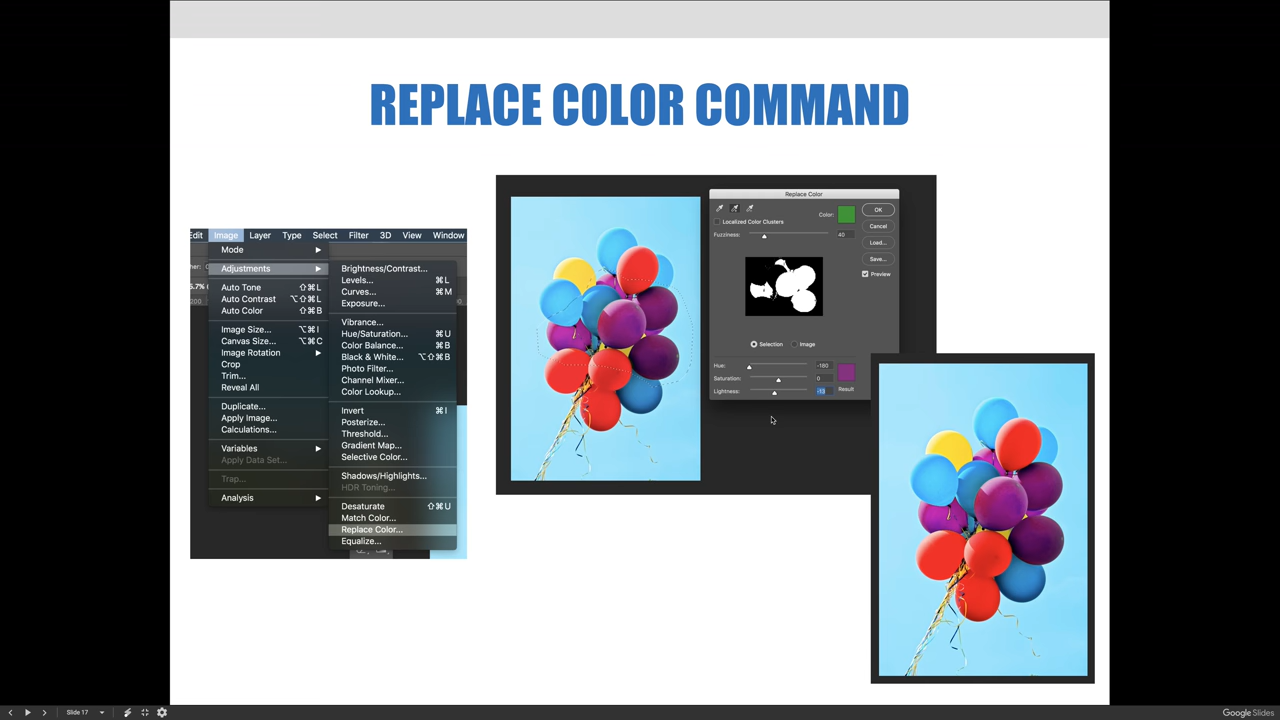 REPLACE COLOR COMMAND
Edit Image Layer Type Select Filter 3D View Window
Mode
Adjustments
Auto Tone ⇧⌘L
Auto Contrast ⌥⇧⌘L
Auto Color ⇧⌘B
Image Size... ⌥⌘I
Canvas Size... ⌥⌘C
Image Rotation
Crop
Trim...
Reveal All
Duplicate...
Apply Image...
Calculations...
Variables
Apply Data Set...
Trap...
Analysis
Brightness/Contrast...
Levels... ⌘L
Curves... ⌘M
Exposure...
Vibrance...
Hue/Saturation... ⌘U
Color Balance... ⌘B
Black & White... ⌥⇧⌘B
Photo Filter...
Channel Mixer...
Color Lookup...
Invert ⌘I
Posterize...
Threshold...
Gradient Map...
Selective Color...
Shadows/Highlights...
HDR Toning...
Desaturate ⇧⌘U
Match Color...
Replace Color...
Equalize...
5.7%
200
Replace Color
Localized Color Clusters
Color:
Fuzziness: 40
OK
Cancel
Load...
Save...
Preview
Selection Image
Hue: -180
Saturation: 0
Lightness: -13
Result
Slide 17
Google Slides